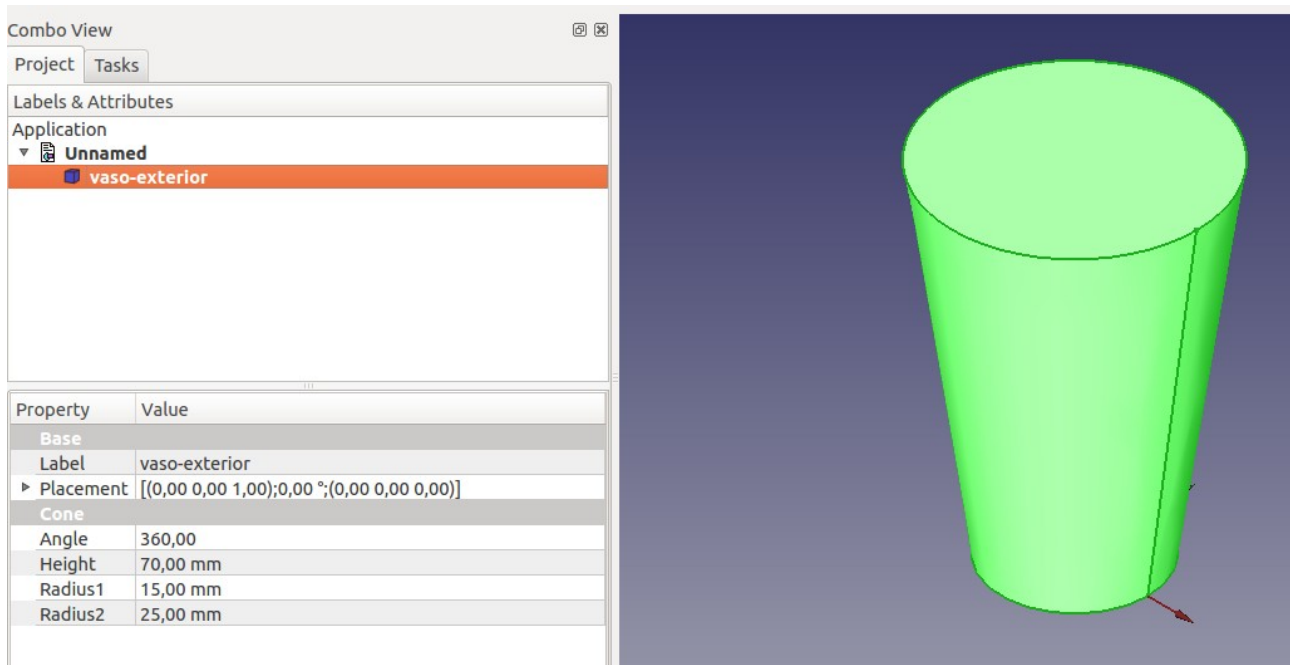 Combo View
Project Tasks
Labels & Attributes
Application
Unnamed
vaso-exterior
Property Value
Base
Label vaso-exterior
Placement [(0,00 0,00 1,00);0,00 °;(0,00 0,00 0,00)]
Cone
Angle 360,00
Height 70,00 mm
Radius1 15,00 mm
Radius2 25,00 mm